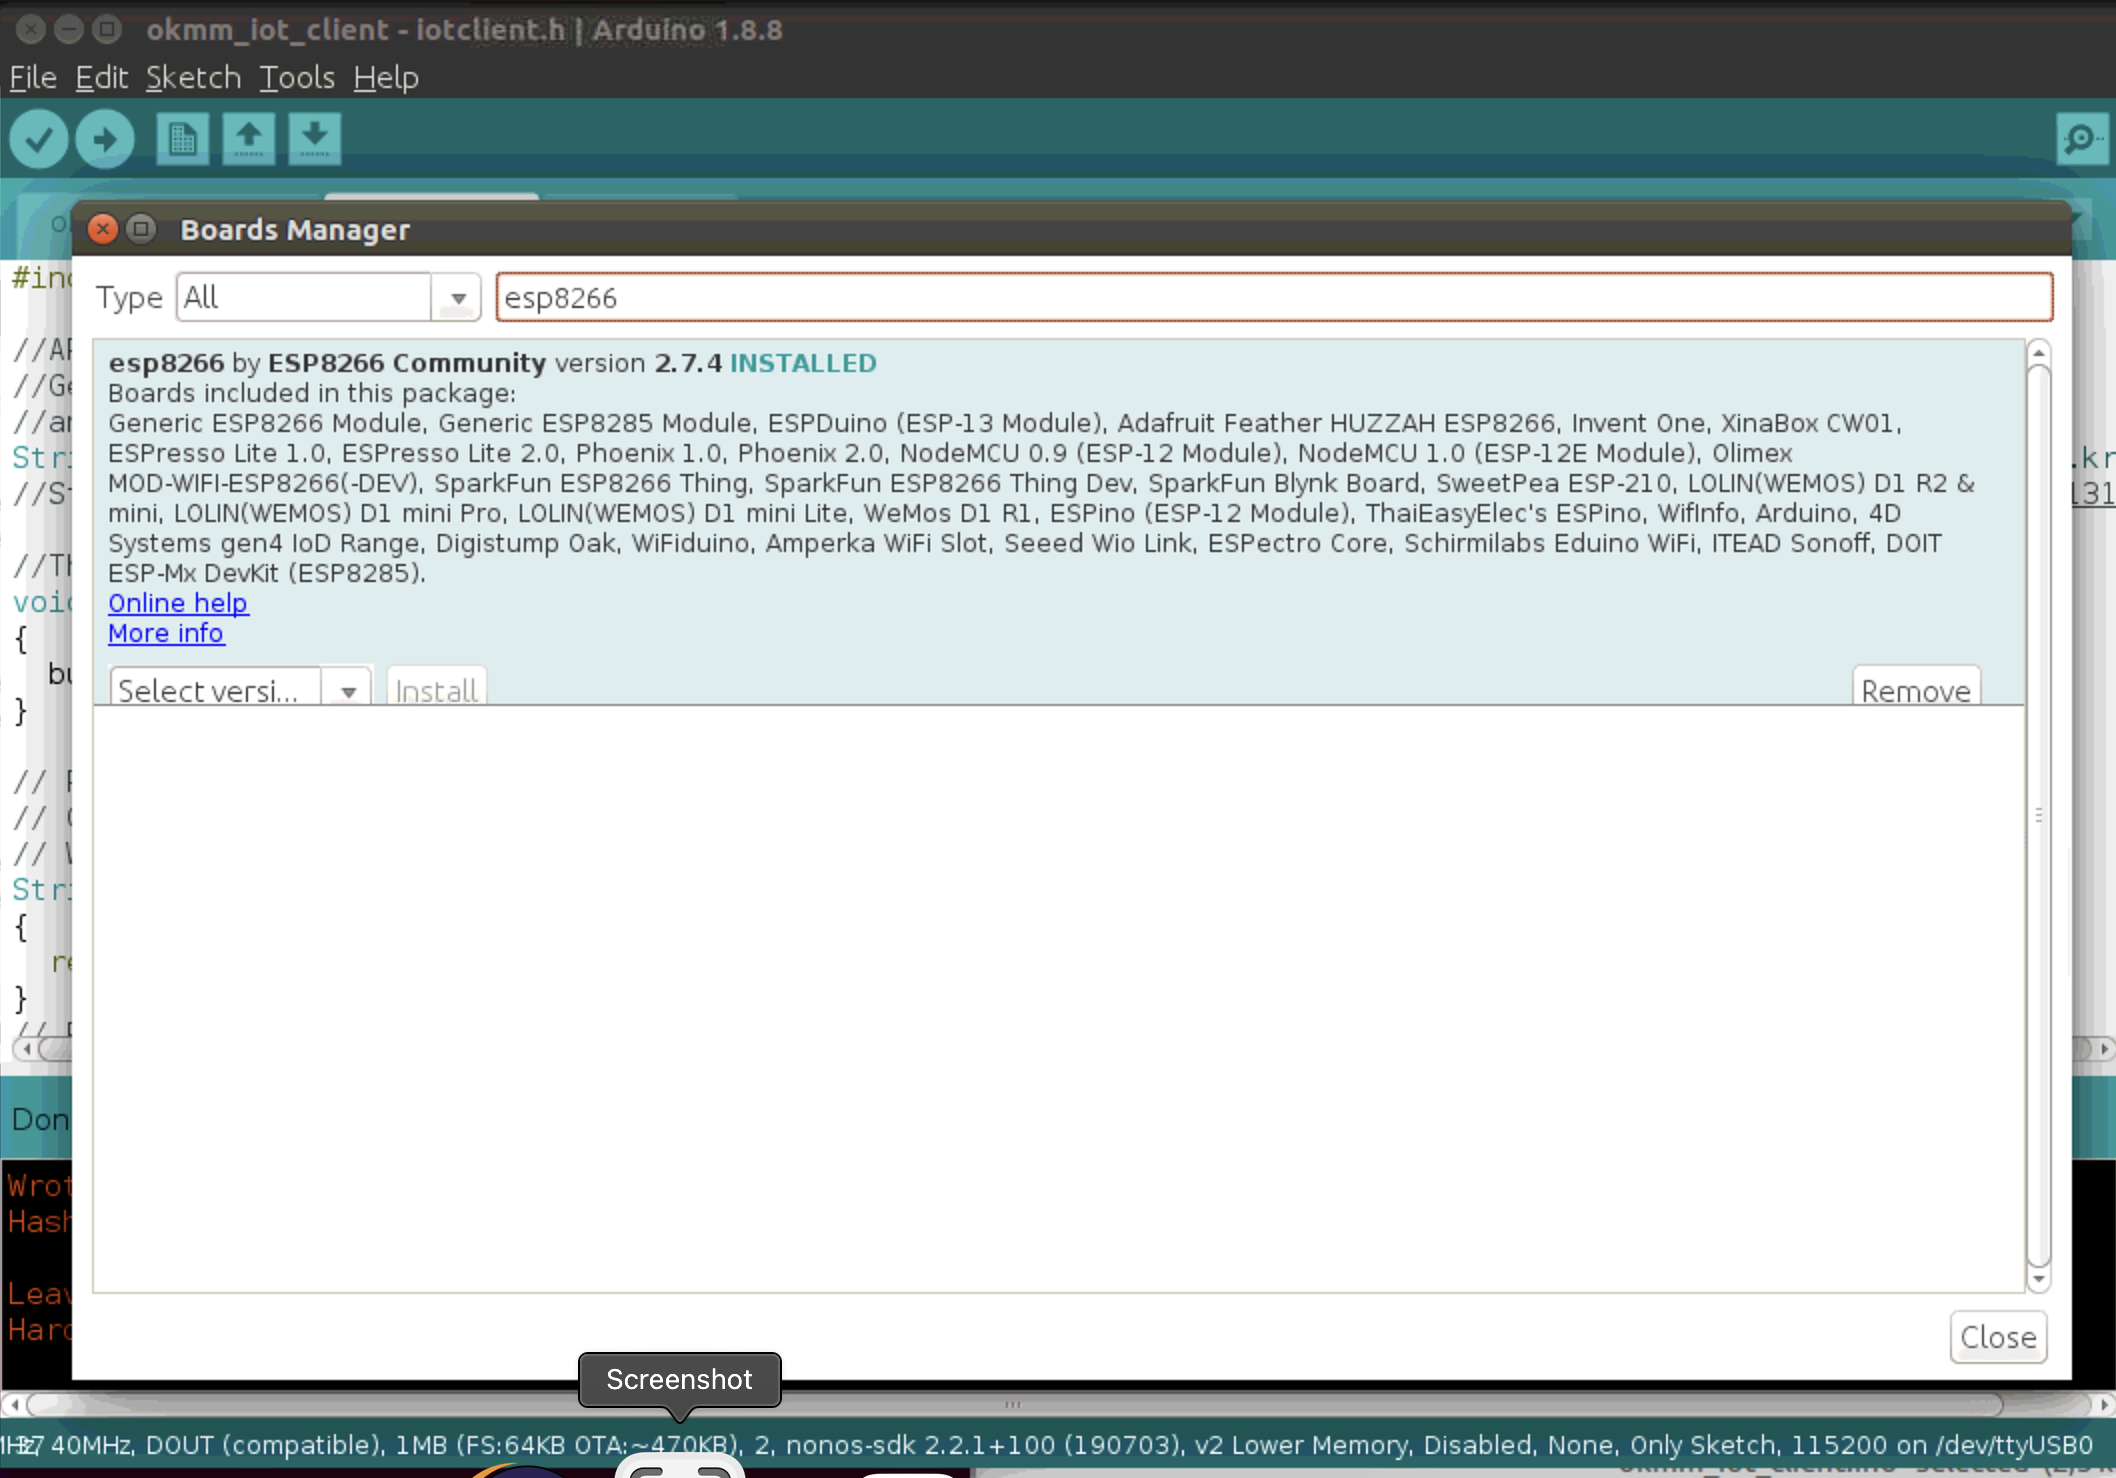 okmm_iot_client - iotclient.h | Arduino 1.8.8
File Edit Sketch Tools Help
Boards Manager
#inc
Type All esp8266
//AP
//Ge
//an
Stri
.kr
//St
131
esp8266 by ESP8266 Community version 2.7.4 INSTALLED
Boards included in this package:
Generic ESP8266 Module, Generic ESP8285 Module, ESPDuino (ESP-13 Module), Adafruit Feather HUZZAH ESP8266, Invent One, XinaBox CW01,
ESPresso Lite 1.0, ESPresso Lite 2.0, Phoenix 1.0, Phoenix 2.0, NodeMCU 0.9 (ESP-12 Module), NodeMCU 1.0 (ESP-12E Module), Olimex
MOD-WIFI-ESP8266(-DEV), SparkFun ESP8266 Thing, SparkFun ESP8266 Thing Dev, SparkFun Blynk Board, SweetPea ESP-210, LOLIN(WEMOS) D1 R2 &
mini, LOLIN(WEMOS) D1 mini Pro, LOLIN(WEMOS) D1 mini Lite, WeMos D1 R1, ESPino (ESP-12 Module), ThaiEasyElec's ESPino, WifInfo, Arduino, 4D
Systems gen4 IoD Range, Digistump Oak, WiFiduino, Amperka WiFi Slot, Seeed Wio Link, ESPectro Core, Schirmilabs Eduino WiFi, ITEAD Sonoff, DOIT
ESP-Mx DevKit (ESP8285).
Online help
More info
Select versi... Install Remove
//Th
void
{
bu
}
//
//
//
Stri
{
re
}
//
Don
Wrot
Hash
Leav
Hard
Close
Screenshot
37 40MHz, DOUT (compatible), 1MB (FS:64KB OTA:~470KB), 2, nonos-sdk 2.2.1+100 (190703), v2 Lower Memory, Disabled, None, Only Sketch, 115200 on /dev/ttyUSB0